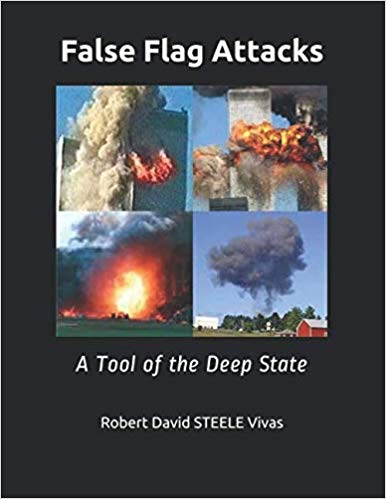 False Flag Attacks
A Tool of the Deep State
Robert David STEELE Vivas